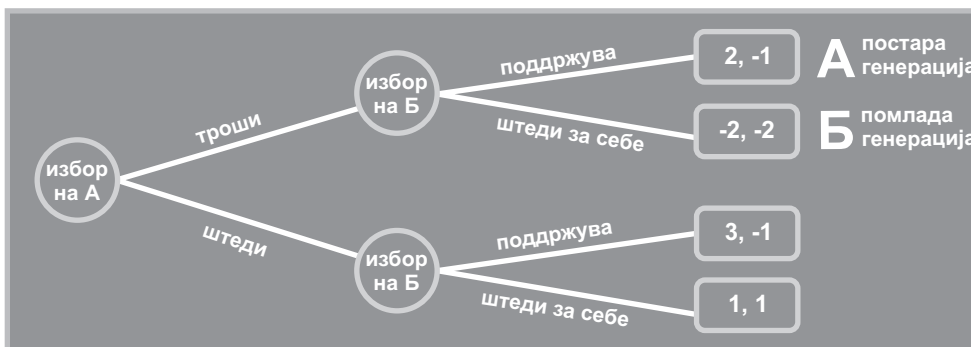 избор
на А
троши
штеди
избор
на Б
поддржува
штеди за себе
2, -1
-2, -2
А постара
генерација
Б помлада
генерација
избор
на Б
поддржува
штеди за себе
3, -1
1, 1